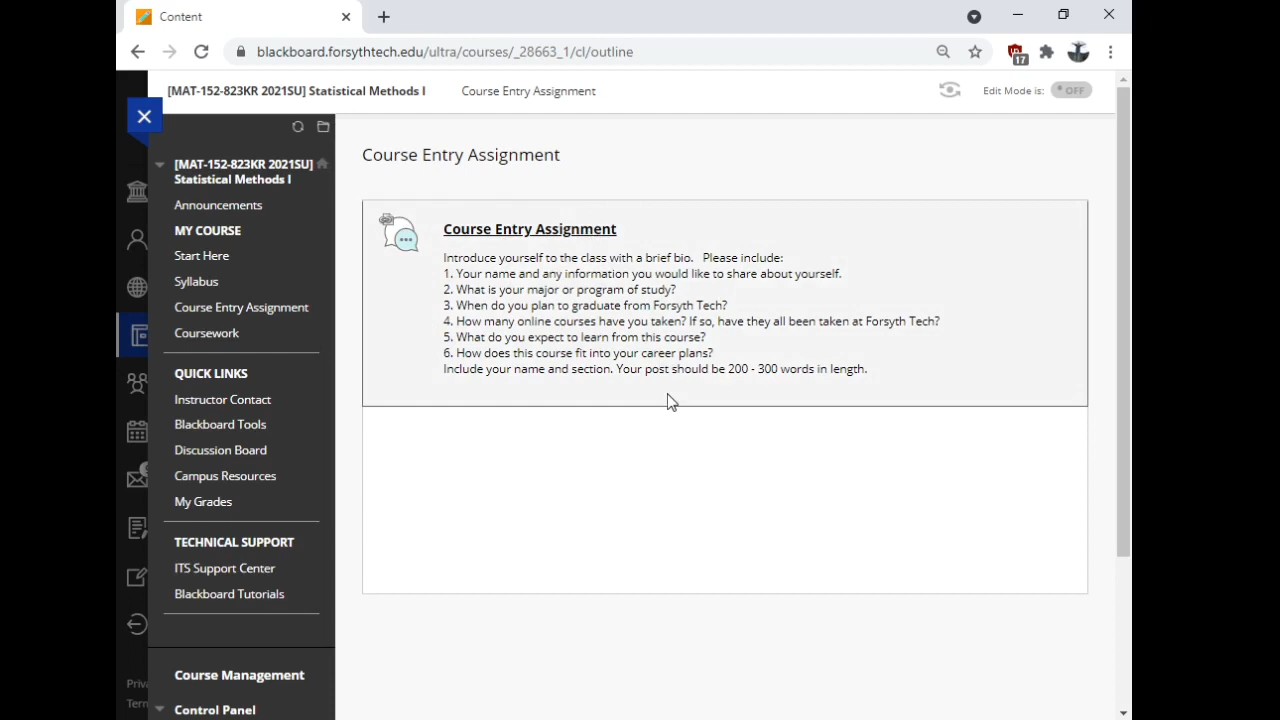 Content
blackboard.forsythtech.edu/ultra/courses/_28663_1/cl/outline
17
[MAT-152-823KR 2021SU] Statistical Methods I
Course Entry Assignment
Edit Mode is:
OFF
[MAT-152-823KR 2021SU]
Statistical Methods I
Announcements
MY COURSE
Start Here
Syllabus
Course Entry Assignment
Coursework
QUICK LINKS
Instructor Contact
Blackboard Tools
Discussion Board
Campus Resources
My Grades
TECHNICAL SUPPORT
ITS Support Center
Blackboard Tutorials
Course Management
Control Panel
Course Entry Assignment
Course Entry Assignment
Introduce yourself to the class with a brief bio. Please include:
1. Your name and any information you would like to share about yourself.
2. What is your major or program of study?
3. When do you plan to graduate from Forsyth Tech?
4. How many online courses have you taken? If so, have they all been taken at Forsyth Tech?
5. What do you expect to learn from this course?
6. How does this course fit into your career plans?
Include your name and section. Your post should be 200 - 300 words in length.
Priva
Term